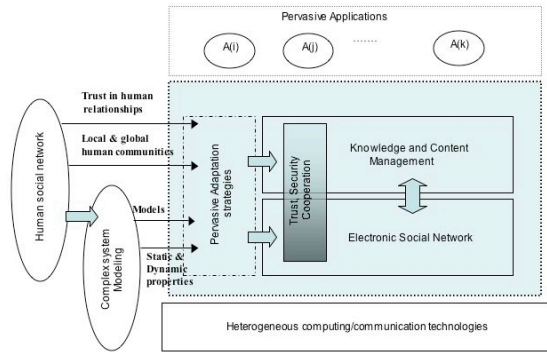 Pervasive Applications
A(i)
A(j)
........
A(k)
Trust in human
relationships
Local & global
human communities
Human social network
Models
Complex system
Modeling
Static &
Dynamic
properties
Pervasive Adaptation
strategies
Trust, Security
Cooperation
Knowledge and Content
Management
Electronic Social Network
Heterogeneous computing/communication technologies